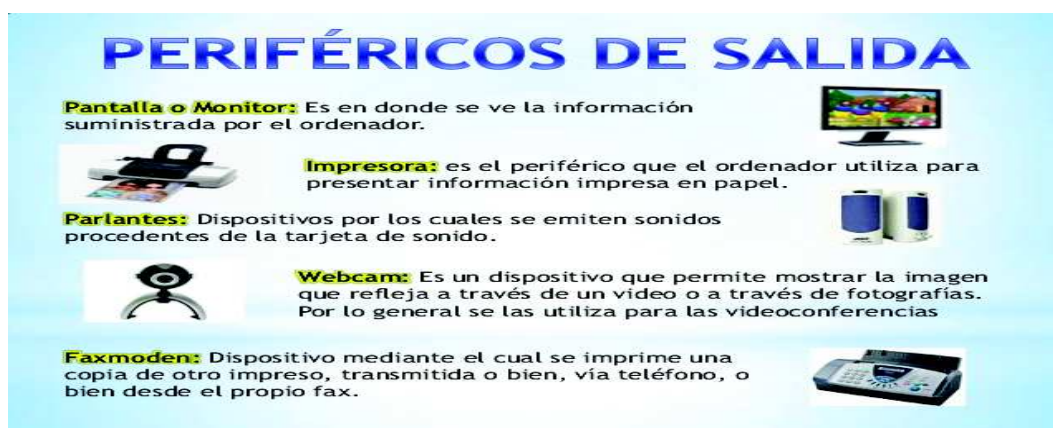 PERIFÉRICOS DE SALIDA
Pantalla o Monitor: Es en donde se ve la información
suministrada por el ordenador.
Impresora: es el periférico que el ordenador utiliza para
presentar información impresa en papel.
Parlantes: Dispositivos por los cuales se emiten sonidos
procedentes de la tarjeta de sonido.
Webcam: Es un dispositivo que permite mostrar la imagen
que refleja a través de un video o a través de fotografías.
Por lo general se las utiliza para las videoconferencias
Faxmoden: Dispositivo mediante el cual se imprime una
copia de otro impreso, transmitida o bien, vía teléfono, o
bien desde el propio fax.